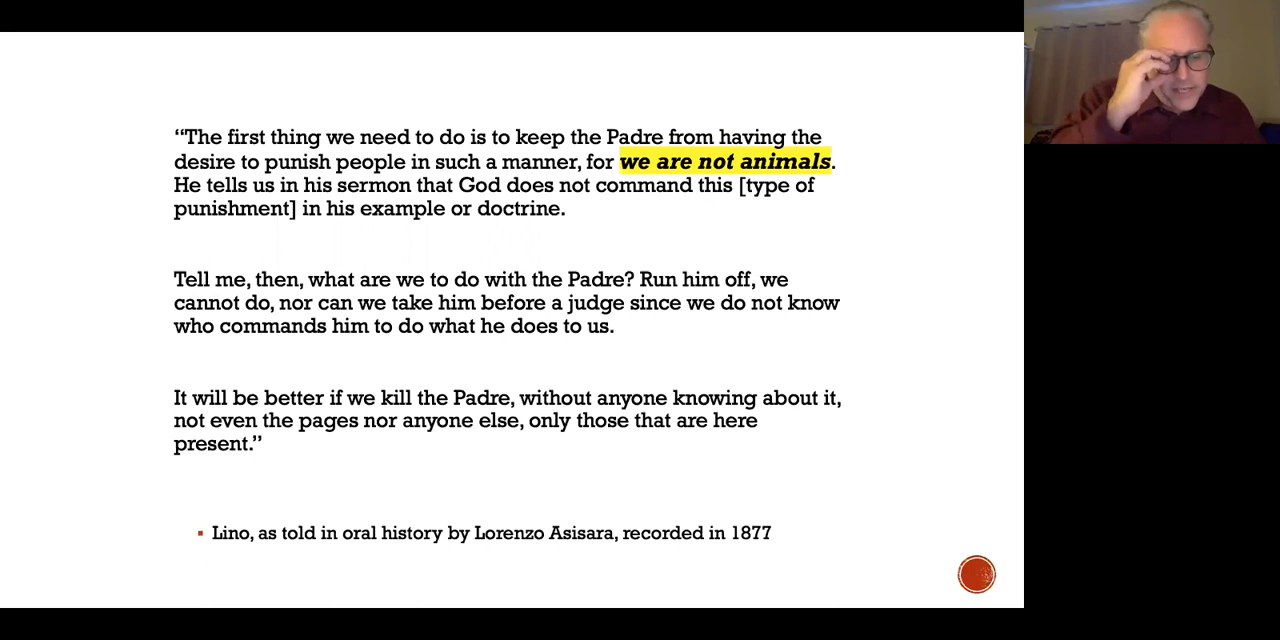 “The first thing we need to do is to keep the Padre from having the
desire to punish people in such a manner, for we are not animals.
He tells us in his sermon that God does not command this [type of
punishment] in his example or doctrine.
Tell me, then, what are we to do with the Padre? Run him off, we
cannot do, nor can we take him before a judge since we do not know
who commands him to do what he does to us.
It will be better if we kill the Padre, without anyone knowing about it,
not even the pages nor anyone else, only those that are here
present.”
▪ Lino, as told in oral history by Lorenzo Asisara, recorded in 1877